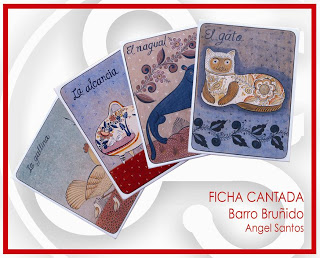 La gallina
La alcancía
El nagual
El gato
FICHA CANTADA
Barro Bruñido
Angel Santos